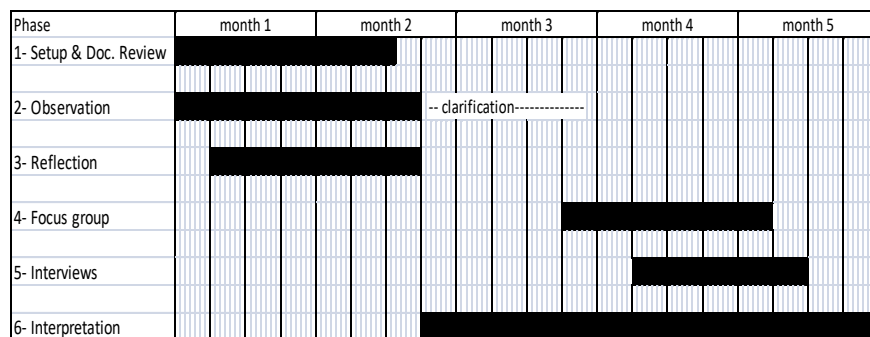 Phase month 1 month 2 month 3 month 4 month 5
1- Setup & Doc. Review
2- Observation -- clarification--------------
3- Reflection
4- Focus group
5- Interviews
6- Interpretation